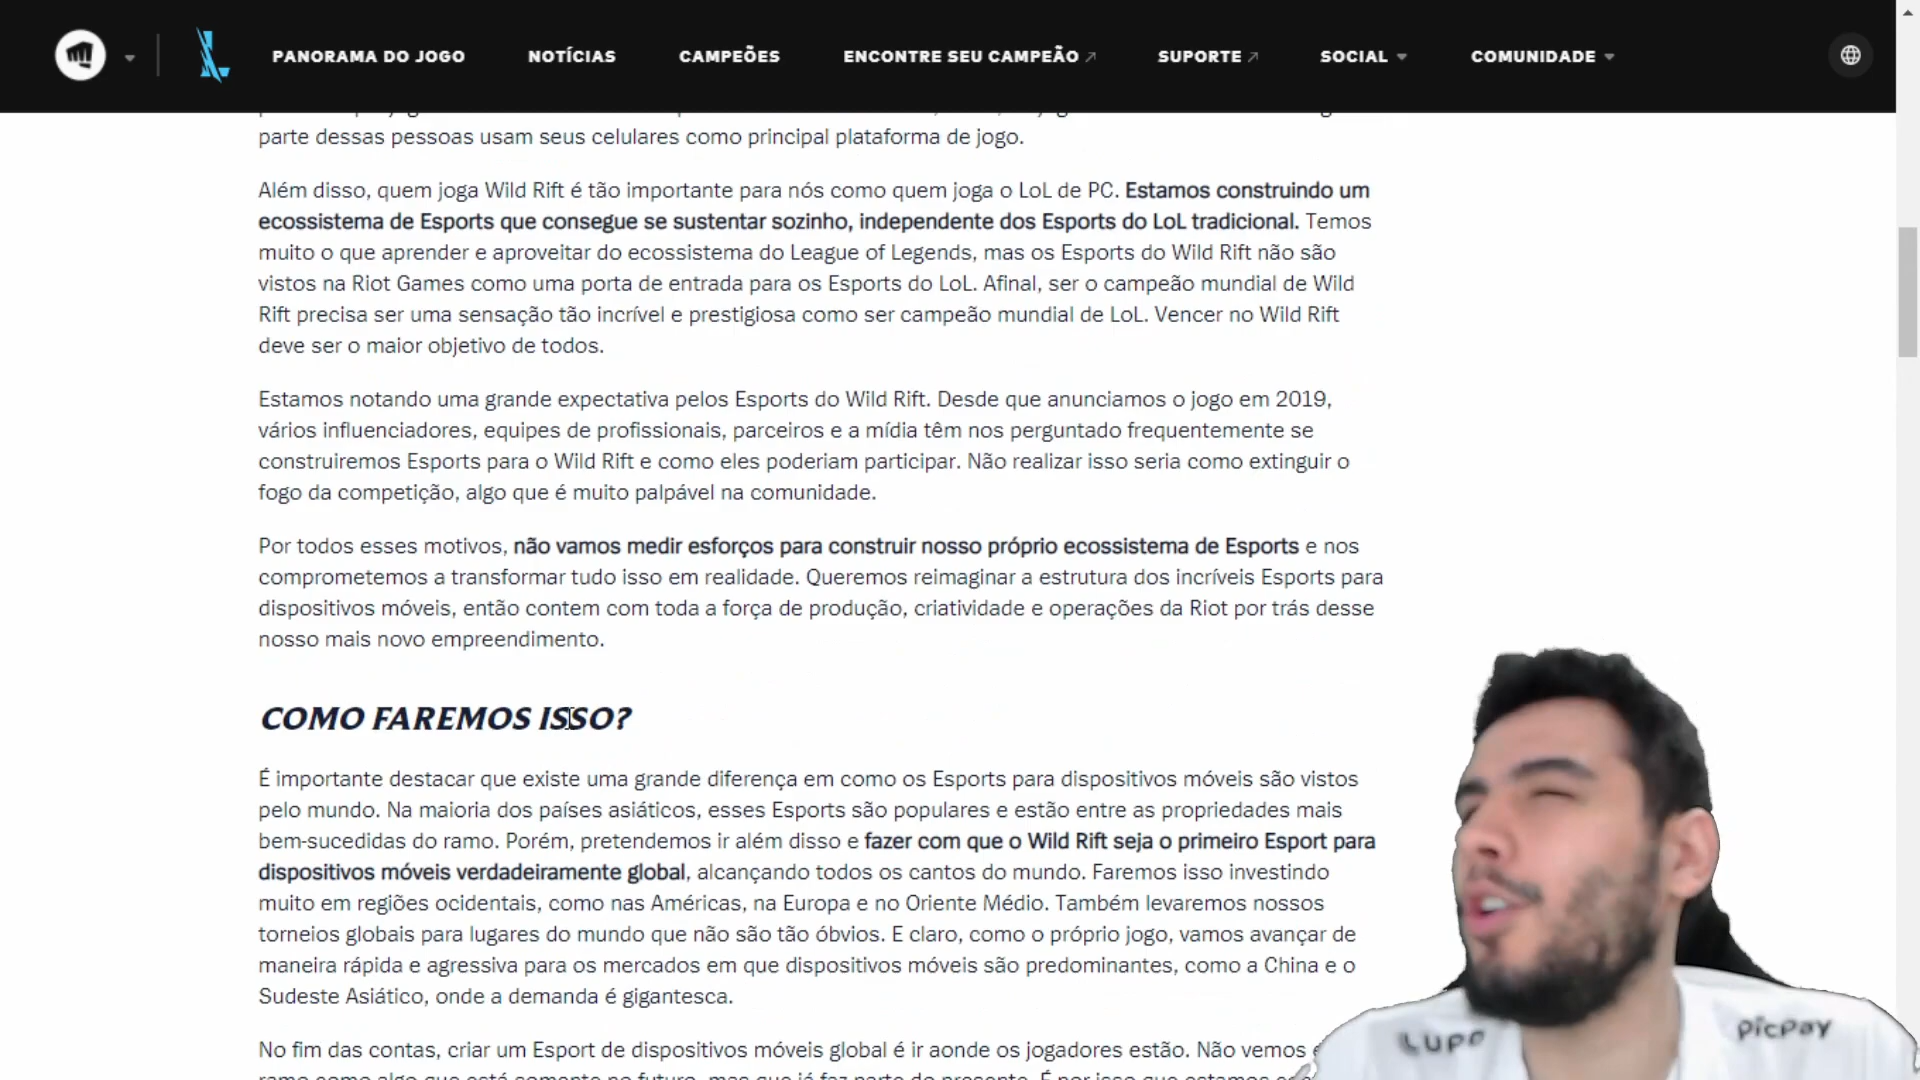 PANORAMA DO JOGO NOTÍCIAS CAMPEÕES ENCONTRE SEU CAMPEÃO SUPORTE SOCIAL COMUNIDADE
parte dessas pessoas usam seus celulares como principal plataforma de jogo.
Além disso, quem joga Wild Rift é tão importante para nós como quem joga o LoL de PC. Estamos construindo um
ecossistema de Esports que consegue se sustentar sozinho, independente dos Esports do LoL tradicional. Temos
muito o que aprender e aproveitar do ecossistema do League of Legends, mas os Esports do Wild Rift não são
vistos na Riot Games como uma porta de entrada para os Esports do LoL. Afinal, ser o campeão mundial de Wild
Rift precisa ser uma sensação tão incrível e prestigiosa como ser campeão mundial de LoL. Vencer no Wild Rift
deve ser o maior objetivo de todos.
Estamos notando uma grande expectativa pelos Esports do Wild Rift. Desde que anunciamos o jogo em 2019,
vários influenciadores, equipes de profissionais, parceiros e a mídia têm nos perguntado frequentemente se
construiremos Esports para o Wild Rift e como eles poderiam participar. Não realizar isso seria como extinguir o
fogo da competição, algo que é muito palpável na comunidade.
Por todos esses motivos, não vamos medir esforços para construir nosso próprio ecossistema de Esports e nos
comprometemos a transformar tudo isso em realidade. Queremos reimaginar a estrutura dos incríveis Esports para
dispositivos móveis, então contem com toda a força de produção, criatividade e operações da Riot por trás desse
nosso mais novo empreendimento.
COMO FAREMOS ISSO?
É importante destacar que existe uma grande diferença em como os Esports para dispositivos móveis são vistos
pelo mundo. Na maioria dos países asiáticos, esses Esports são populares e estão entre as propriedades mais
bem-sucedidas do ramo. Porém, pretendemos ir além disso e fazer com que o Wild Rift seja o primeiro Esport para
dispositivos móveis verdadeiramente global, alcançando todos os cantos do mundo. Faremos isso investindo
muito em regiões ocidentais, como nas Américas, na Europa e no Oriente Médio. Também levaremos nossos
torneios globais para lugares do mundo que não são tão óbvios. E claro, como o próprio jogo, vamos avançar de
maneira rápida e agressiva para os mercados em que dispositivos móveis são predominantes, como a China e o
Sudeste Asiático, onde a demanda é gigantesca.
No fim das contas, criar um Esport de dispositivos móveis global é ir aonde os jogadores estão. Não vemos
LUPO
picpay